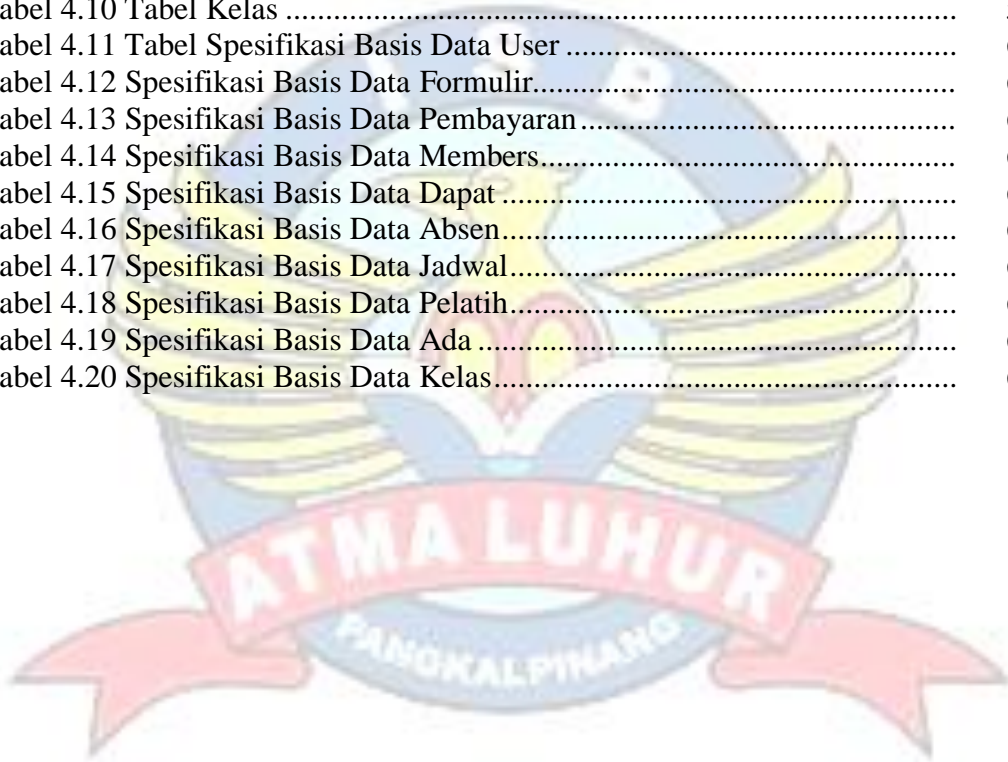 abel 4.10 Tabel Kelas ....................................................................................
abel 4.11 Tabel Spesifikasi Basis Data User .................................................
abel 4.12 Spesifikasi Basis Data Formulir.....................................................
abel 4.13 Spesifikasi Basis Data Pembayaran ...............................................
abel 4.14 Spesifikasi Basis Data Members....................................................
abel 4.15 Spesifikasi Basis Data Dapat .........................................................
abel 4.16 Spesifikasi Basis Data Absen.........................................................
abel 4.17 Spesifikasi Basis Data Jadwal........................................................
abel 4.18 Spesifikasi Basis Data Pelatih........................................................
abel 4.19 Spesifikasi Basis Data Ada ............................................................
abel 4.20 Spesifikasi Basis Data Kelas..........................................................
I S B
ATMA LUHUR
PANGKALPINANG